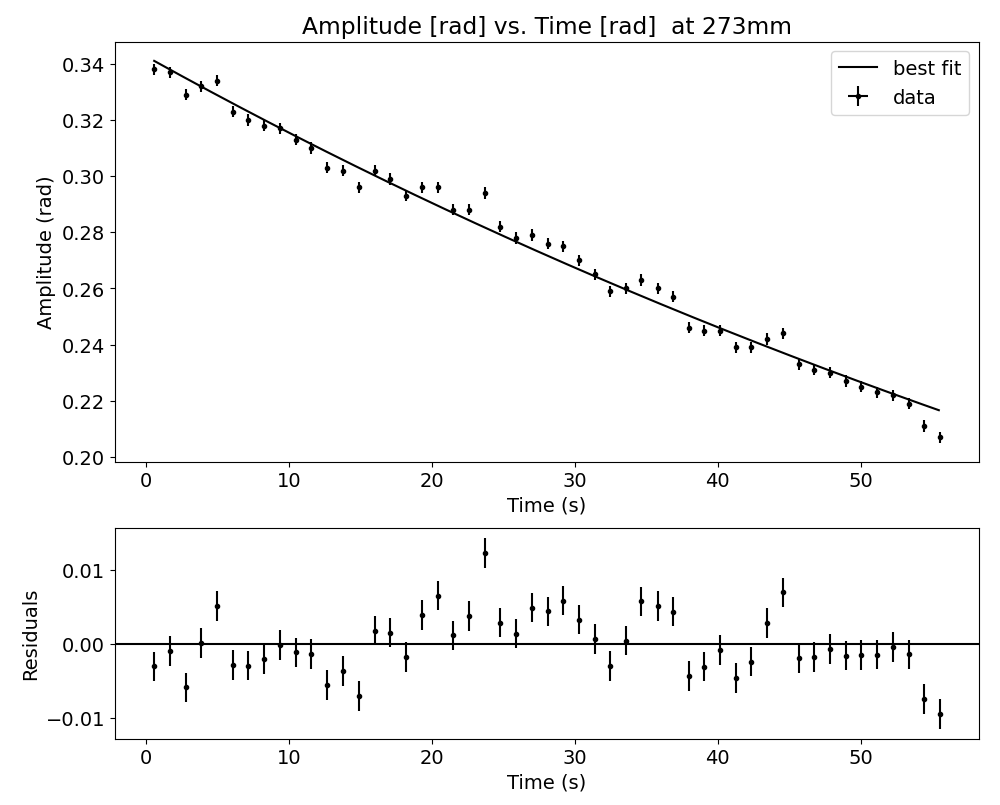 Amplitude [rad] vs. Time [rad]  at 273mm
best fit
data
Amplitude (rad)
0.34
0.32
0.30
0.28
0.26
0.24
0.22
0.20
0 10 20 30 40 50
Time (s)
Residuals
0.01
0.00
−0.01
0 10 20 30 40 50
Time (s)